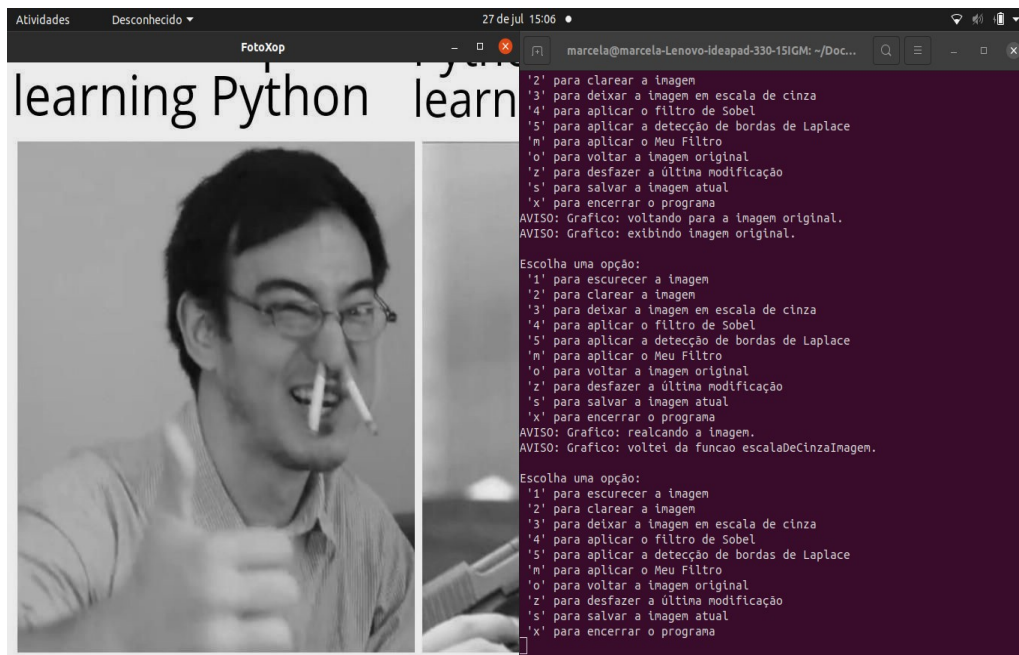 Atividades Desconhecido 27 de jul 15:06
FotoXop
learning Python learn
marcela@marcela-Lenovo-ideapad-330-15IGM: ~/Doc...
'2' para clarear a imagem
'3' para deixar a imagem em escala de cinza
'4' para aplicar o filtro de Sobel
'5' para aplicar a detecção de bordas de Laplace
'm' para aplicar o Meu Filtro
'o' para voltar a imagem original
'z' para desfazer a última modificação
's' para salvar a imagem atual
'x' para encerrar o programa
AVISO: Grafico: voltando para a imagem original.
AVISO: Grafico: exibindo imagem original.
Escolha uma opção:
'1' para escurecer a imagem
'2' para clarear a imagem
'3' para deixar a imagem em escala de cinza
'4' para aplicar o filtro de Sobel
'5' para aplicar a detecção de bordas de Laplace
'm' para aplicar o Meu Filtro
'o' para voltar a imagem original
'z' para desfazer a última modificação
's' para salvar a imagem atual
'x' para encerrar o programa
AVISO: Grafico: realcando a imagem.
AVISO: Grafico: voltei da funcao escalaDeCinzaImagem.
Escolha uma opção:
'1' para escurecer a imagem
'2' para clarear a imagem
'3' para deixar a imagem em escala de cinza
'4' para aplicar o filtro de Sobel
'5' para aplicar a detecção de bordas de Laplace
'm' para aplicar o Meu Filtro
'o' para voltar a imagem original
'z' para desfazer a última modificação
's' para salvar a imagem atual
'x' para encerrar o programa